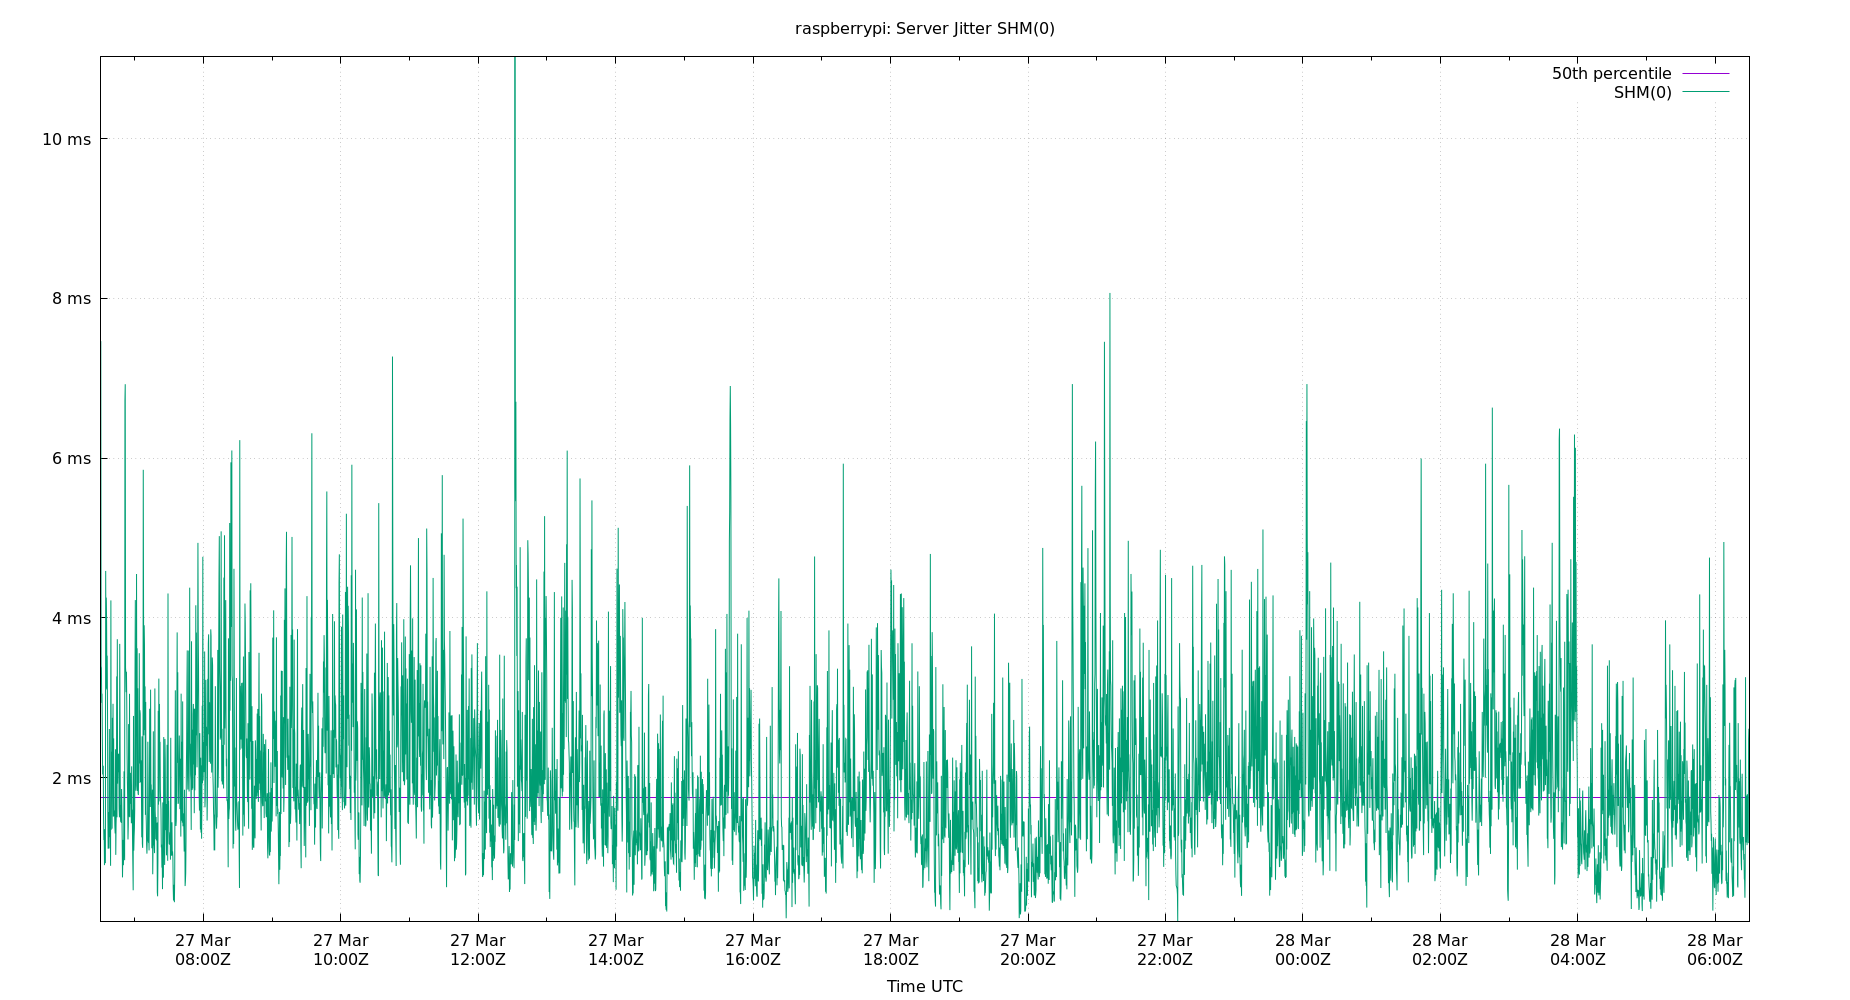 raspberrypi: Server Jitter SHM(0)
50th percentile
SHM(0)
10 ms
8 ms
6 ms
4 ms
2 ms
27 Mar 27 Mar 27 Mar 27 Mar 27 Mar 27 Mar 27 Mar 27 Mar 28 Mar 28 Mar 28 Mar 28 Mar
08:00Z 10:00Z 12:00Z 14:00Z 16:00Z 18:00Z 20:00Z 22:00Z 00:00Z 02:00Z 04:00Z 06:00Z
Time UTC